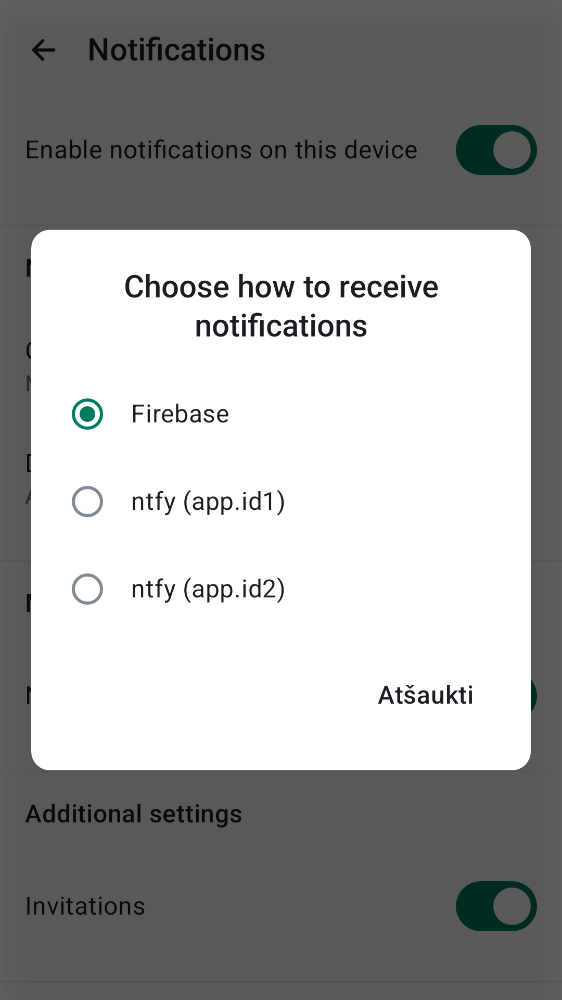 Notifications
Enable notifications on this device
Choose how to receive
notifications
Firebase
ntfy (app.id1)
ntfy (app.id2)
Atšaukti
Additional settings
Invitations